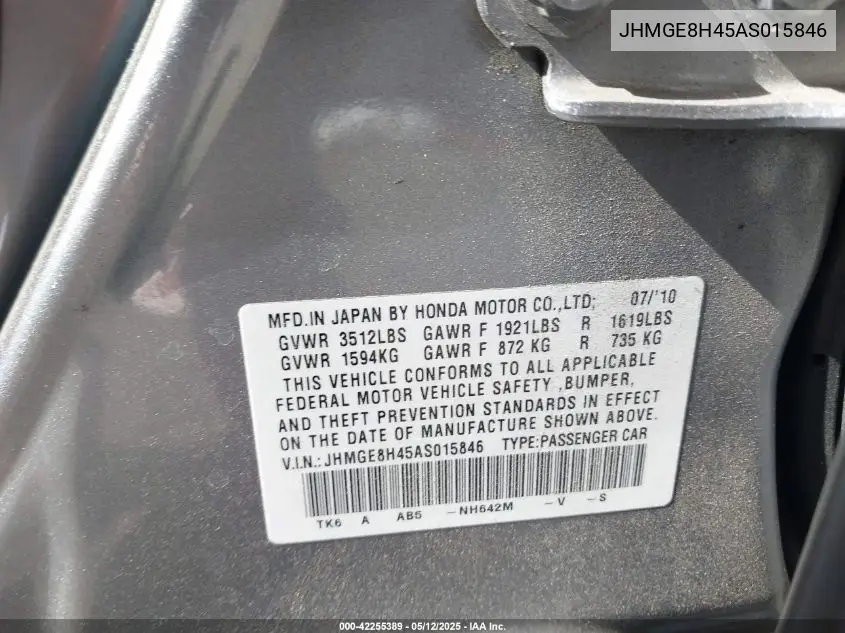 JHMGE8H45AS015846
MFD.IN JAPAN BY HONDA MOTOR CO.,LTD; 07/'10
GVWR 3512LBS GAWR F 1921LBS R 1619LBS
GVWR 1594KG GAWR F 872 KG R 735 KG
THIS VEHICLE CONFORMS TO ALL APPLICABLE
FEDERAL MOTOR VEHICLE SAFETY ,BUMPER,
AND THEFT PREVENTION STANDARDS IN EFFECT
ON THE DATE OF MANUFACTURE SHOWN ABOVE.
V.I.N.: JHMGE8H45AS015846 TYPE:PASSENGER CAR
TK6 A AB5 -NH642M -V -S
000-42255389 - 05/12/2025 - IAA Inc.